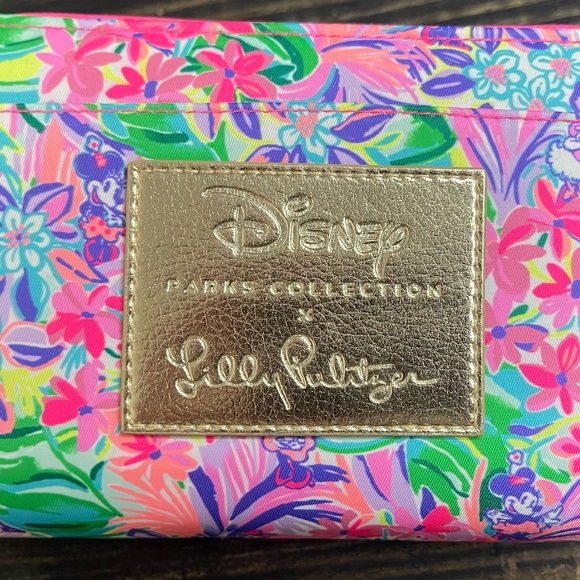 Disney
PARKS COLLECTION
x
Lilly Pulitzer